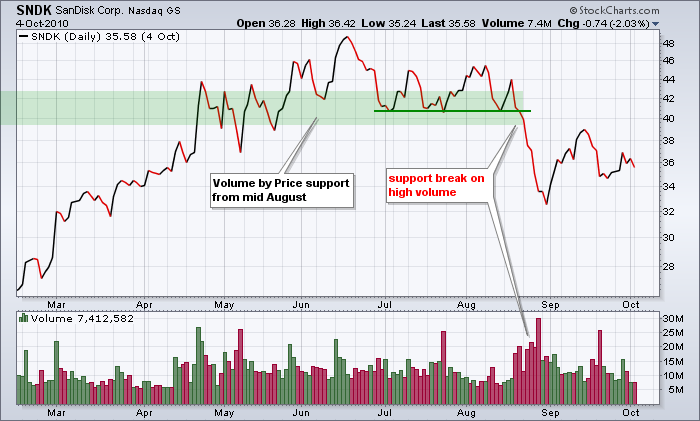 SNDK SanDisk Corp. Nasdaq GS
© StockCharts.com
4-Oct-2010
Open 36.28 High 36.42 Low 35.24 Last 35.58 Volume 7.4M Chg -0.74 (-2.03%)
SNDK (Daily) 35.58 (4 Oct)
48
46
44
42
40
38
36
34
32
30
28
Volume by Price support
from mid August
support break on
high volume
Mar Apr May Jun Jul Aug Sep Oct
Volume 7,412,582
30M
25M
20M
15M
10M
5M
Mar Apr May Jun Jul Aug Sep Oct